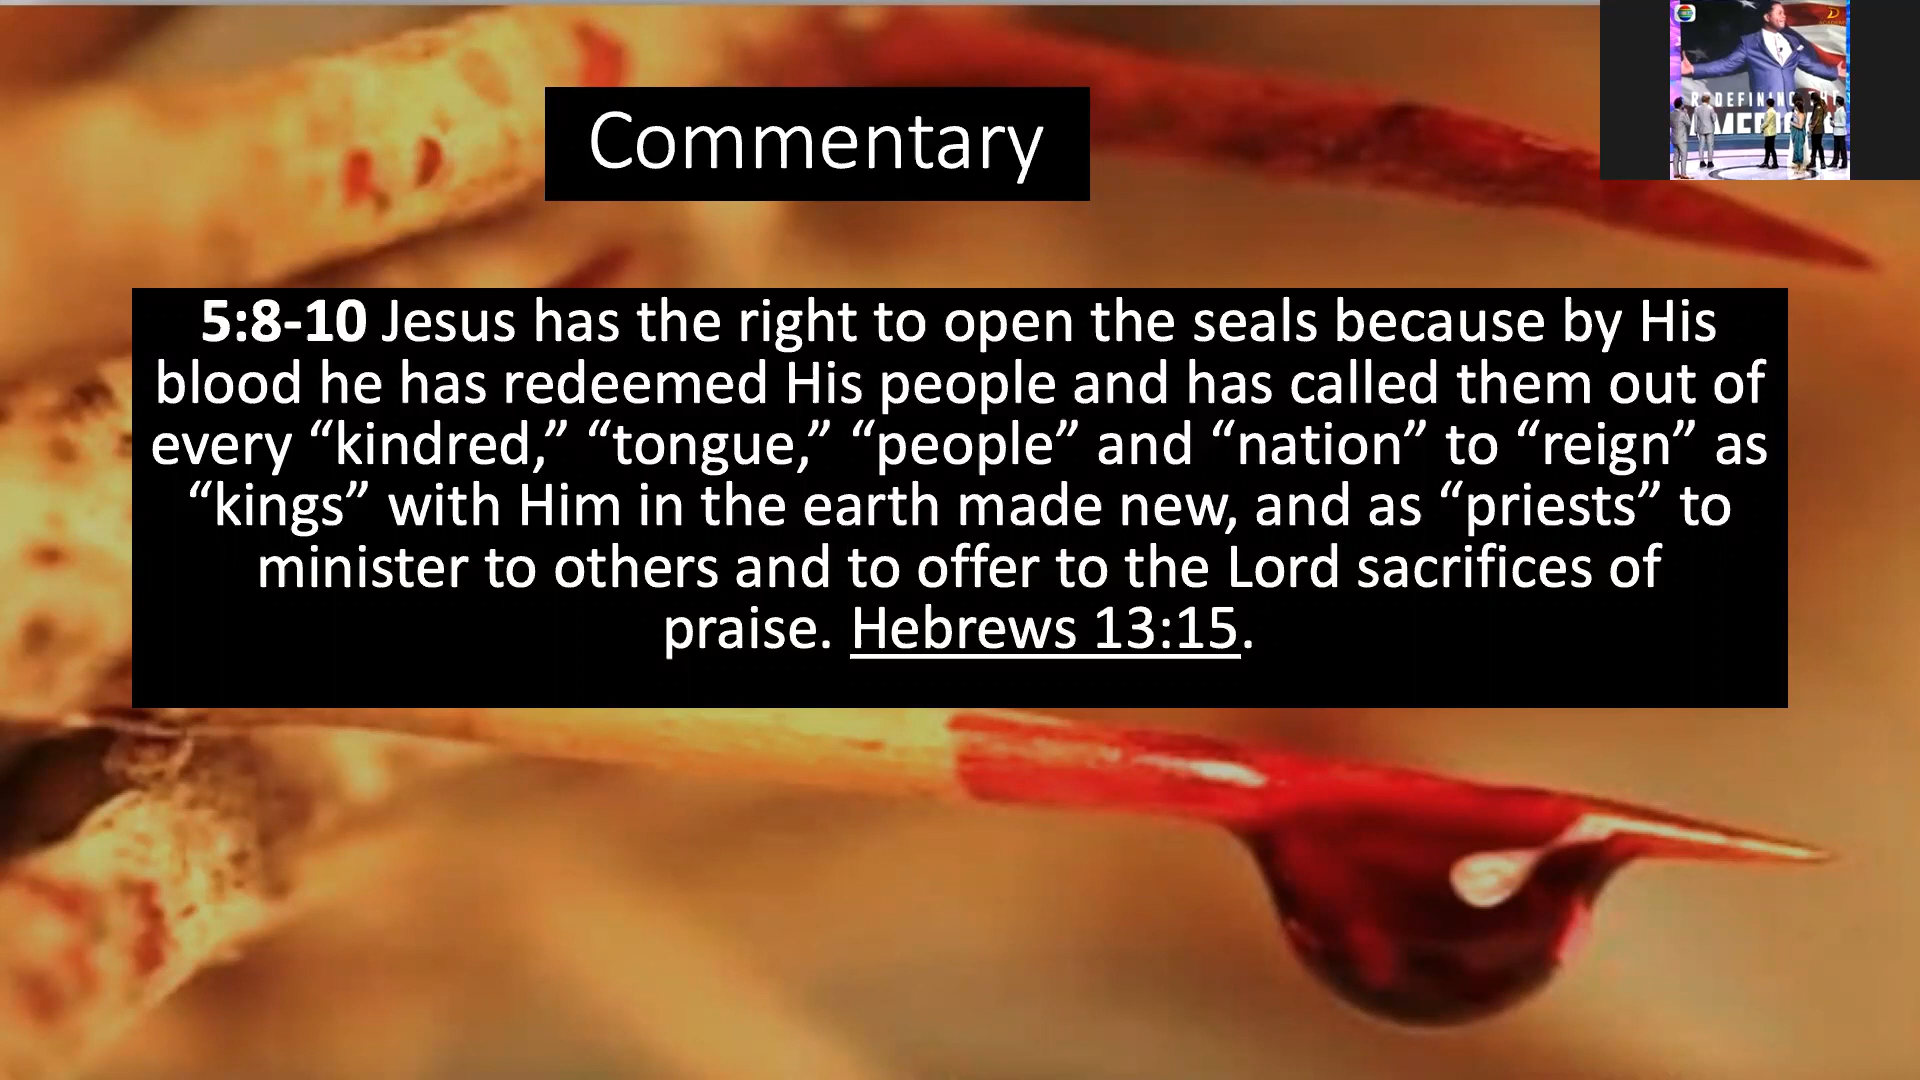 Commentary
5:8-10 Jesus has the right to open the seals because by His
blood he has redeemed His people and has called them out of
every “kindred,” “tongue,” “people” and “nation” to “reign” as
“kings” with Him in the earth made new, and as “priests” to
minister to others and to offer to the Lord sacrifices of
praise. Hebrews 13:15.